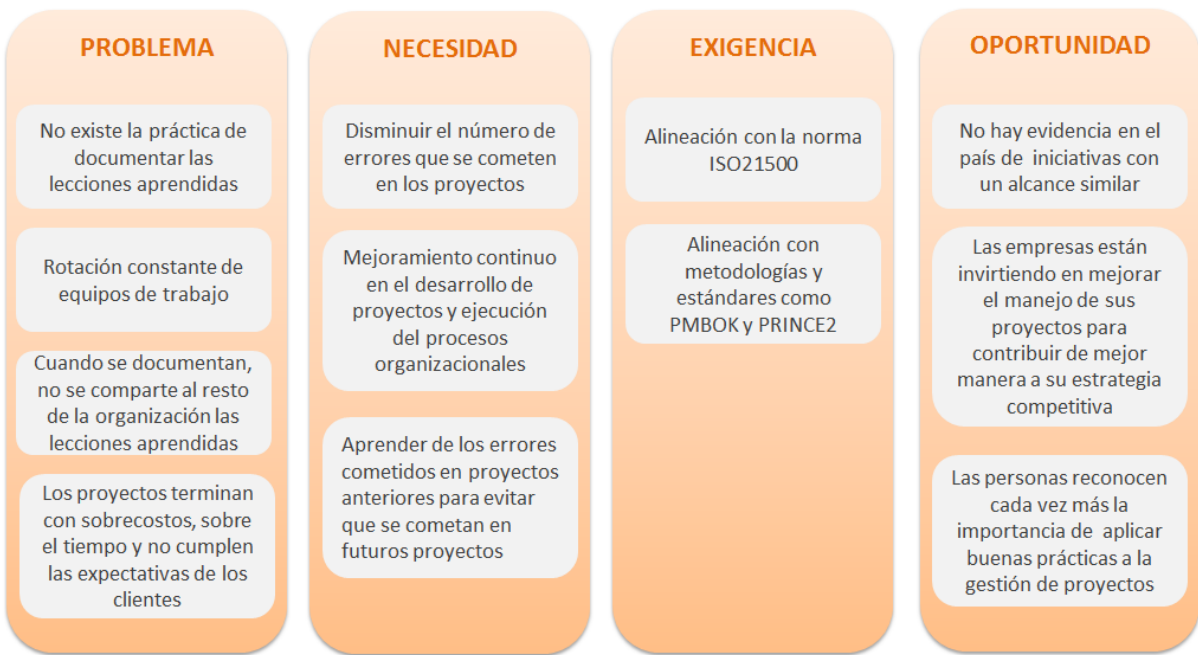 PROBLEMA
No existe la práctica de
documentar las
lecciones aprendidas
Rotación constante de
equipos de trabajo
Cuando se documentan,
no se comparte al resto
de la organización las
lecciones aprendidas
Los proyectos terminan
con sobrecostos, sobre
el tiempo y no cumplen
las expectativas de los
clientes
NECESIDAD
Disminuir el número de
errores que se cometen
en los proyectos
Mejoramiento continuo
en el desarrollo de
proyectos y ejecución
del procesos
organizacionales
Aprender de los errores
cometidos en proyectos
anteriores para evitar
que se cometan en
futuros proyectos
EXIGENCIA
Alineación con la norma
ISO21500
Alineación con
metodologías y
estándares como
PMBOK y PRINCE2
OPORTUNIDAD
No hay evidencia en el
país de iniciativas con
un alcance similar
Las empresas están
invirtiendo en mejorar
el manejo de sus
proyectos para
contribuir de mejor
manera a su estrategia
competitiva
Las personas reconocen
cada vez más la
importancia de aplicar
buenas prácticas a la
gestión de proyectos